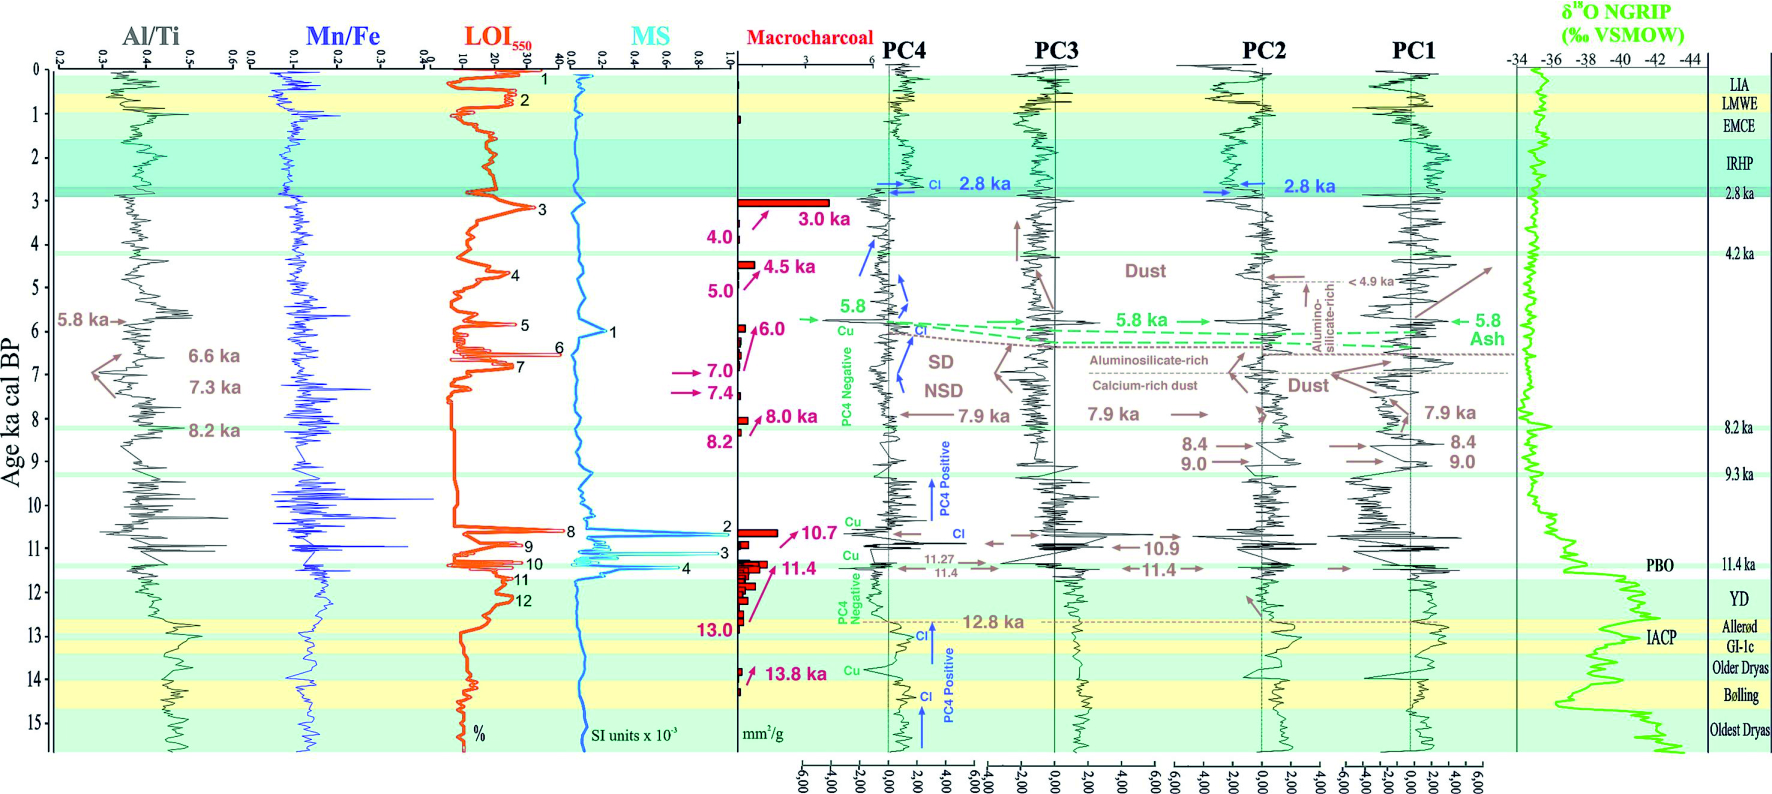 δ¹⁸O NGRIP
(‰ VSMOW)
Al/Ti
Mn/Fe
LOI550
MS
Macrocharcoal
PC4
PC3
PC2
PC1
0.2 0.3 0.4 0.5 0.6
0.0 0.1 0.2 0.3 0.4
10 20 30 40
0.0 0.2 0.4 0.6 0.8 1.0
3 6
-34 -36 -38 -40 -42 -44
Age ka cal BP
0
1
2
3
4
5
6
7
8
9
10
11
12
13
14
15
5.8 ka
6.6 ka
7.3 ka
8.2 ka
1
2
3
4
5
6
7
8
9
10
11
12
%
1
2
3
4
SI units x 10-3
3.0 ka
4.0
4.5 ka
5.0
6.0
7.0
7.4
8.0 ka
8.2
10.7
11.4
13.0
13.8 ka
mm²/g
Cl
2.8 ka
5.8
Cu
Cl
PC4 Negative
SD
NSD
7.9 ka
PC4 Positive
Cu
Cl
Cu
11.27
11.4
PC4
Negative
12.8 ka
Cl
Cu
PC4 Positive
Cl
2.8 ka
Dust
< 4.9 ka
Alumino-
silicate-rich
5.8 ka
5.8
Ash
Aluminosilicate-rich
Calcium-rich dust
Dust
7.9 ka
7.9 ka
8.4
8.4
9.0
9.0
10.9
11.4
LIA
LMWE
EMCE
IRHP
2.8 ka
4.2 ka
8.2 ka
9.3 ka
PBO
11.4 ka
YD
Allerød
IACP
GI-1c
Older Dryas
Bølling
Oldest Dryas
-6,00 -4,00 -2,00 0,00 2,00 4,00 6,00
-4,00 -2,00 0,00 2,00 4,00 6,00
-6,00 -4,00 -2,00 0,00 2,00 4,00
-6,00 -4,00 -2,00 0,00 2,00 4,00 6,00